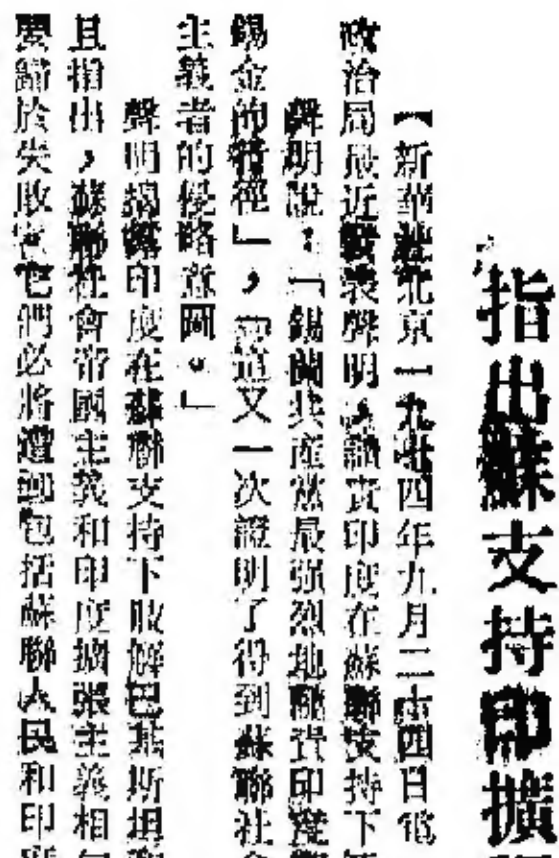 指出蘇支持印擴
【新華社北京一九七四年九月二十四日電
政治局最近發表聲明,譴責印度在蘇聯支持下
聲明說:「錫蘭共產黨最强烈地譴責印度
錫金的行徑」,「這又一次證明了得到蘇聯社
主義者的侵略意圖。」
聲明揭露印度在蘇聯支持下肢解巴基斯坦
且指出,蘇聯社會帝國主義和印度擴張主義相
要歸於失敗,它們必將遭到包括蘇聯人民和印